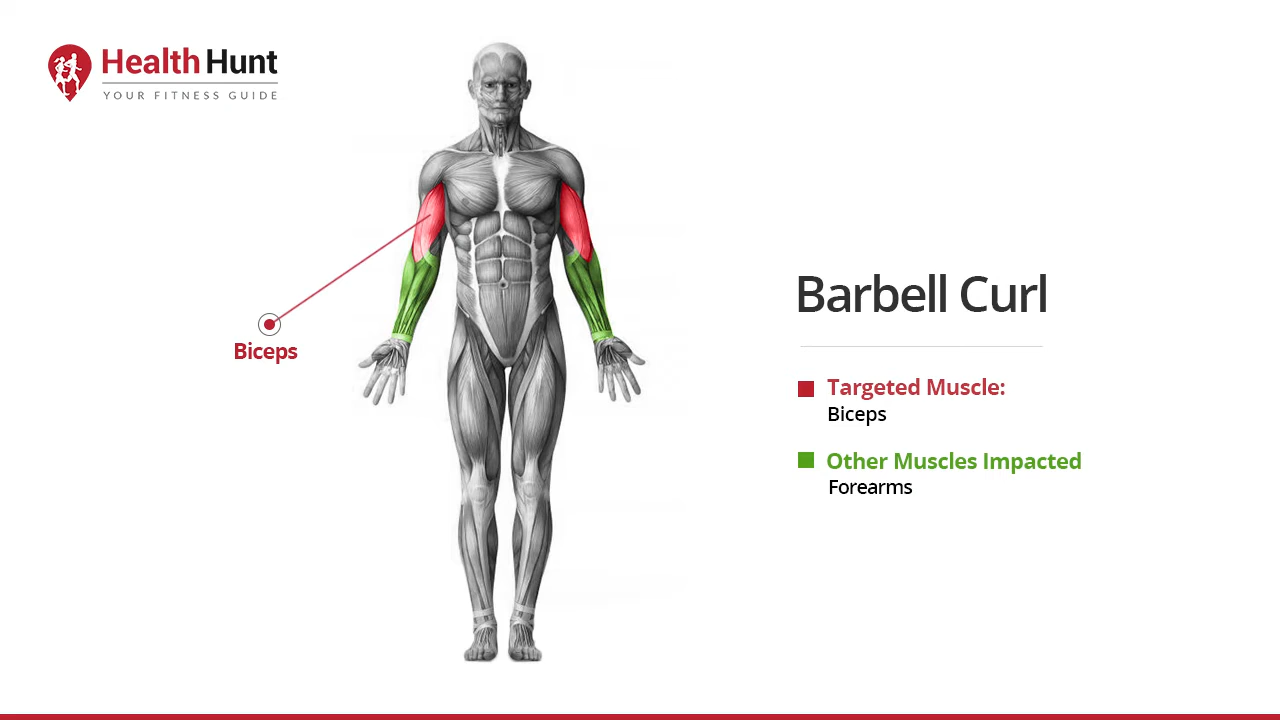 Health Hunt
YOUR FITNESS GUIDE
Biceps
Barbell Curl
Targeted Muscle:
Biceps
Other Muscles Impacted
Forearms